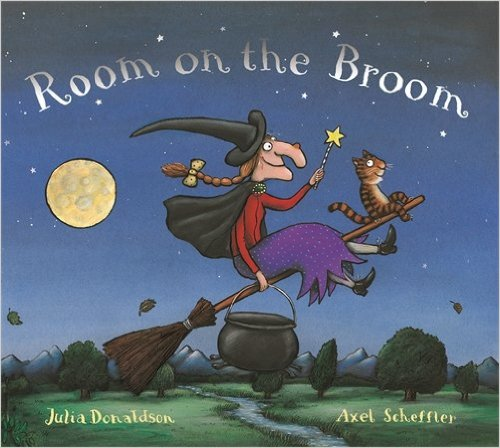 Room on the Broom
Julia Donaldson
Axel Scheffler